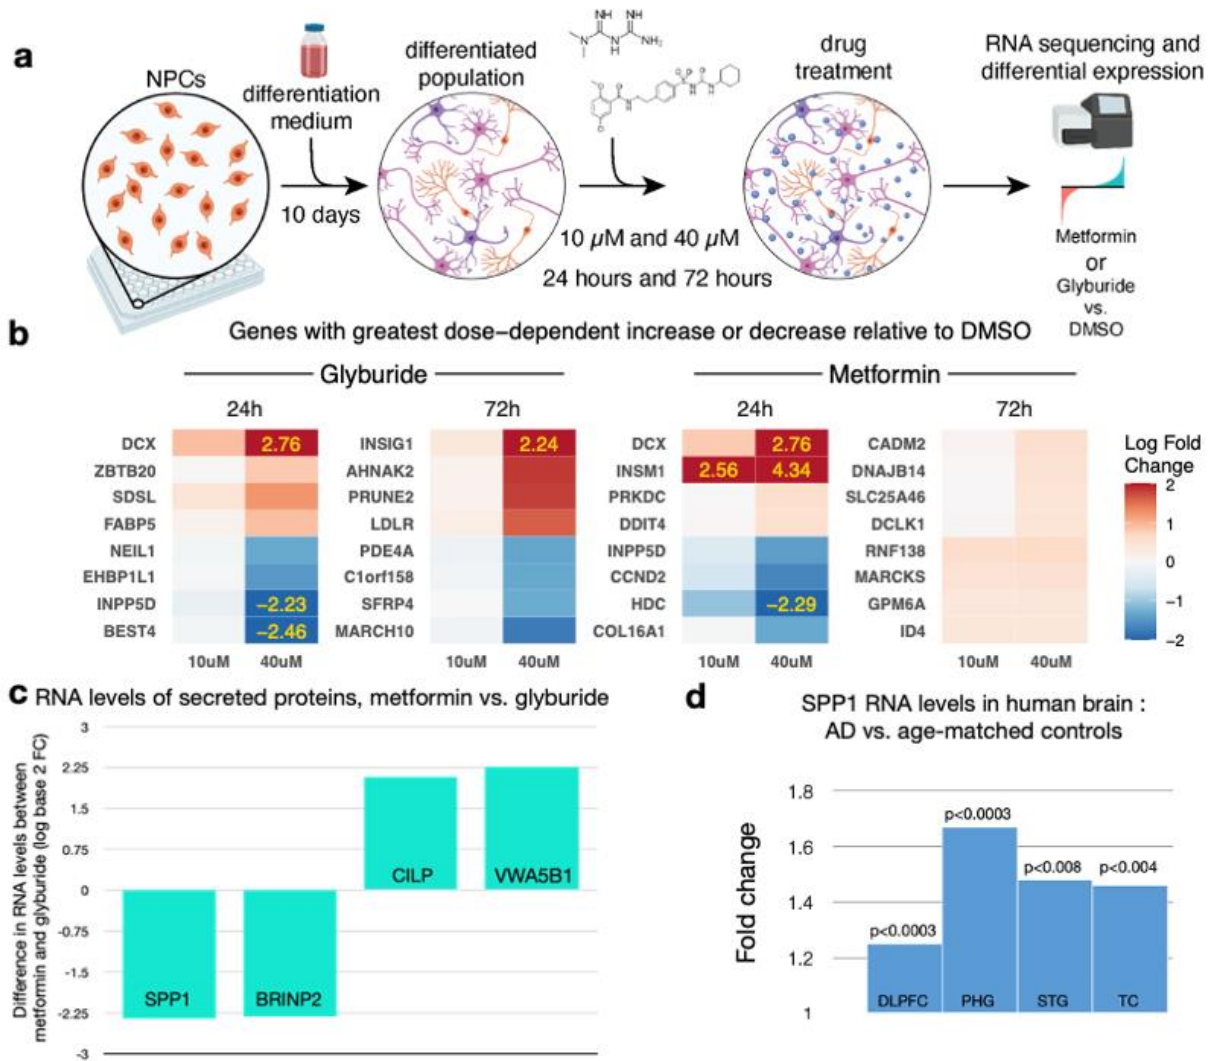 a
NPCs
differentiation
medium
10 days
differentiated
population
NH NH
N N NH₂
H
10 µM and 40 µM
24 hours and 72 hours
drug
treatment
RNA sequencing and
differential expression
Metformin
or
Glyburide
vs.
DMSO
b
Genes with greatest dose–dependent increase or decrease relative to DMSO
Glyburide
24h
DCX 2.76
ZBTB20
SDSL
FABP5
NEIL1
EHBP1L1
INPP5D −2.23
BEST4 −2.46
10uM 40uM
72h
INSIG1 2.24
AHNAK2
PRUNE2
LDLR
PDE4A
C1orf158
SFRP4
MARCH10
10uM 40uM
Metformin
24h
DCX 2.76
INSM1 2.56 4.34
PRKDC
DDIT4
INPP5D
CCND2
HDC −2.29
COL16A1
10uM 40uM
72h
CADM2
DNAJB14
SLC25A46
DCLK1
RNF138
MARCKS
GPM6A
ID4
10uM 40uM
Log Fold
Change
2
1
0
−1
−2
c
RNA levels of secreted proteins, metformin vs. glyburide
Difference in RNA levels between
metformin and glyburide (log base 2 FC)
3
2.25
1.5
0.75
0
-0.75
-1.5
-2.25
-3
SPP1
BRINP2
CILP
VWA5B1
d
SPP1 RNA levels in human brain :
AD vs. age-matched controls
Fold change
1.8
1.6
1.4
1.2
1
p<0.0003
p<0.0003
p<0.008
p<0.004
DLPFC
PHG
STG
TC